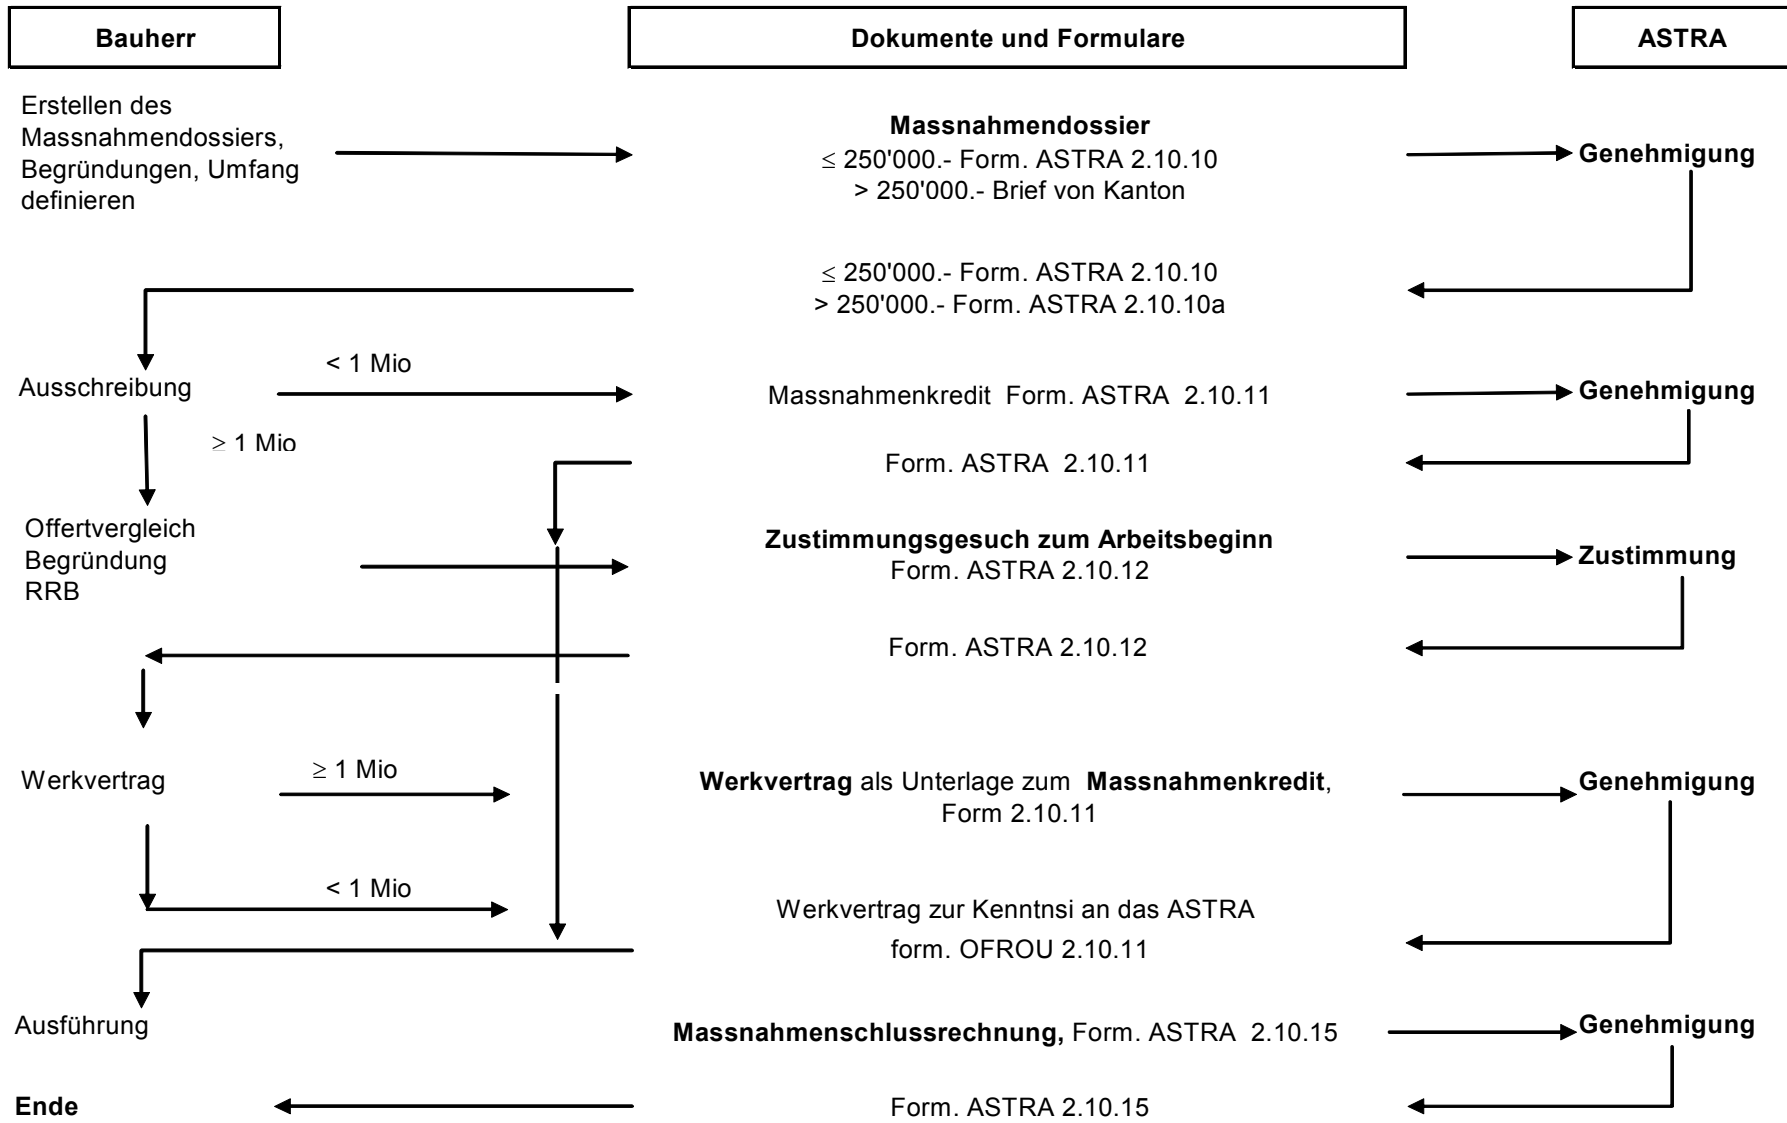 Bauherr
Dokumente und Formulare
ASTRA
Erstellen des
Massnahmendossiers,
Begründungen, Umfang
definieren
Massnahmendossier
≤ 250'000.- Form. ASTRA 2.10.10
> 250'000.- Brief von Kanton
Genehmigung
≤ 250'000.- Form. ASTRA 2.10.10
> 250'000.- Form. ASTRA 2.10.10a
Ausschreibung
< 1 Mio
Massnahmenkredit Form. ASTRA 2.10.11
Genehmigung
≥ 1 Mio
Form. ASTRA 2.10.11
Offertvergleich
Begründung
RRB
Zustimmungsgesuch zum Arbeitsbeginn
Form. ASTRA 2.10.12
Zustimmung
Form. ASTRA 2.10.12
Werkvertrag
≥ 1 Mio
Werkvertrag als Unterlage zum Massnahmenkredit,
Form 2.10.11
Genehmigung
< 1 Mio
Werkvertrag zur Kenntnsi an das ASTRA
form. OFROU 2.10.11
Ausführung
Massnahmenschlussrechnung, Form. ASTRA 2.10.15
Genehmigung
Ende
Form. ASTRA 2.10.15